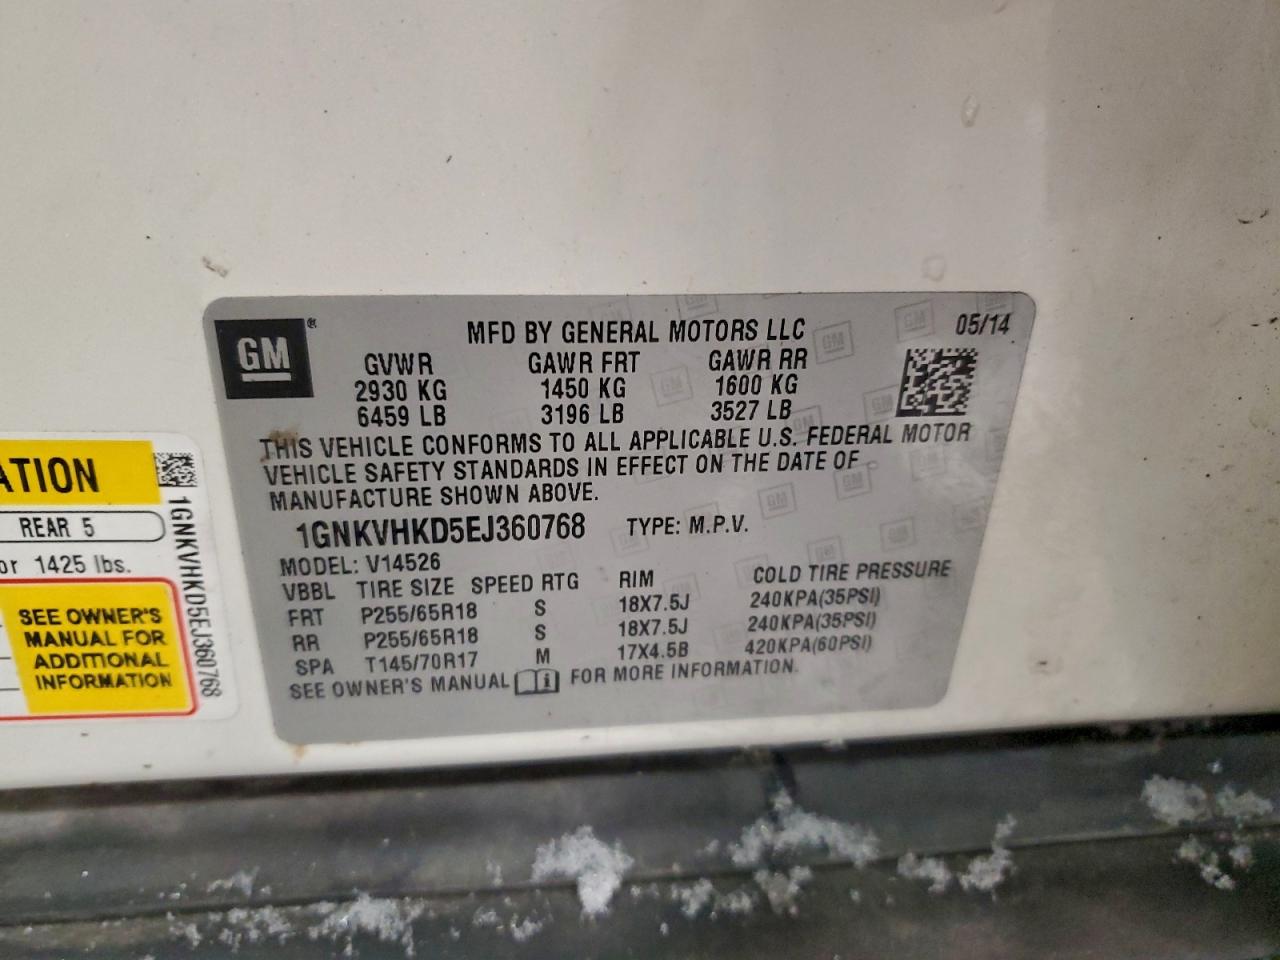 GM®
MFD BY GENERAL MOTORS LLC
05/14
GVWR GAWR FRT GAWR RR
2930 KG 1450 KG 1600 KG
6459 LB 3196 LB 3527 LB
THIS VEHICLE CONFORMS TO ALL APPLICABLE U.S. FEDERAL MOTOR
VEHICLE SAFETY STANDARDS IN EFFECT ON THE DATE OF
MANUFACTURE SHOWN ABOVE.
1GNKVHKD5EJ360768 TYPE: M.P.V.
MODEL: V14526
VBBL TIRE SIZE SPEED RTG RIM COLD TIRE PRESSURE
FRT P255/65R18 S 18X7.5J 240KPA(35PSI)
RR P255/65R18 S 18X7.5J 240KPA(35PSI)
SPA T145/70R17 M 17X4.5B 420KPA(60PSI)
SEE OWNER'S MANUAL i FOR MORE INFORMATION.
ATION
REAR 5
or 1425 lbs.
SEE OWNER'S
MANUAL FOR
ADDITIONAL
INFORMATION
1GNKVHKD5EJ360768